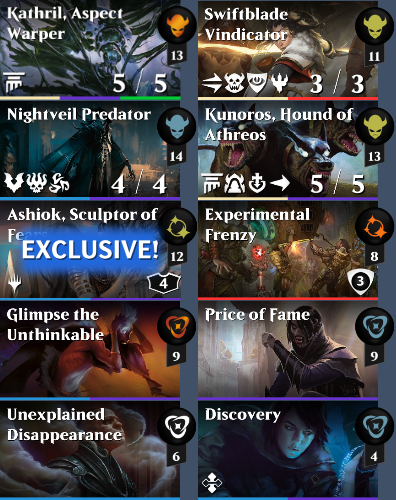 Kathril, Aspect
Warper
13
5 / 5
Swiftblade
Vindicator
11
3 / 3
Nightveil Predator
14
4 / 4
Kunoros, Hound of
Athreos
13
5 / 5
Ashiok, Sculptor of
Fears
EXCLUSIVE!
12
4
Experimental
Frenzy
8
3
Glimpse the
Unthinkable
9
Price of Fame
9
Unexplained
Disappearance
6
Discovery
4